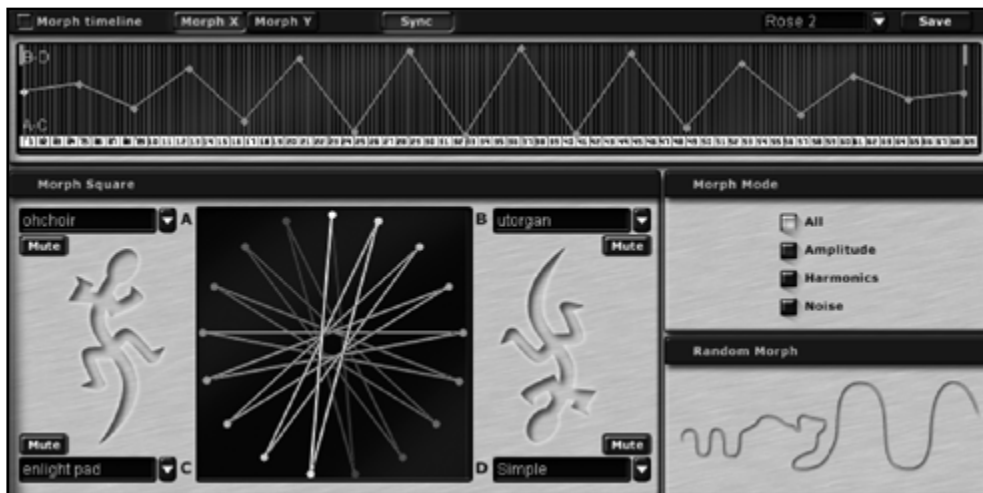 Morph timeline Morph X Morph Y Sync Rose 2 Save
B-D
A-C
Morph Square
Morph Mode
ohchoir A B utorgan
Mute Mute
All
Amplitude
Harmonics
Noise
Random Morph
Mute Mute
enlight pad C D Simple